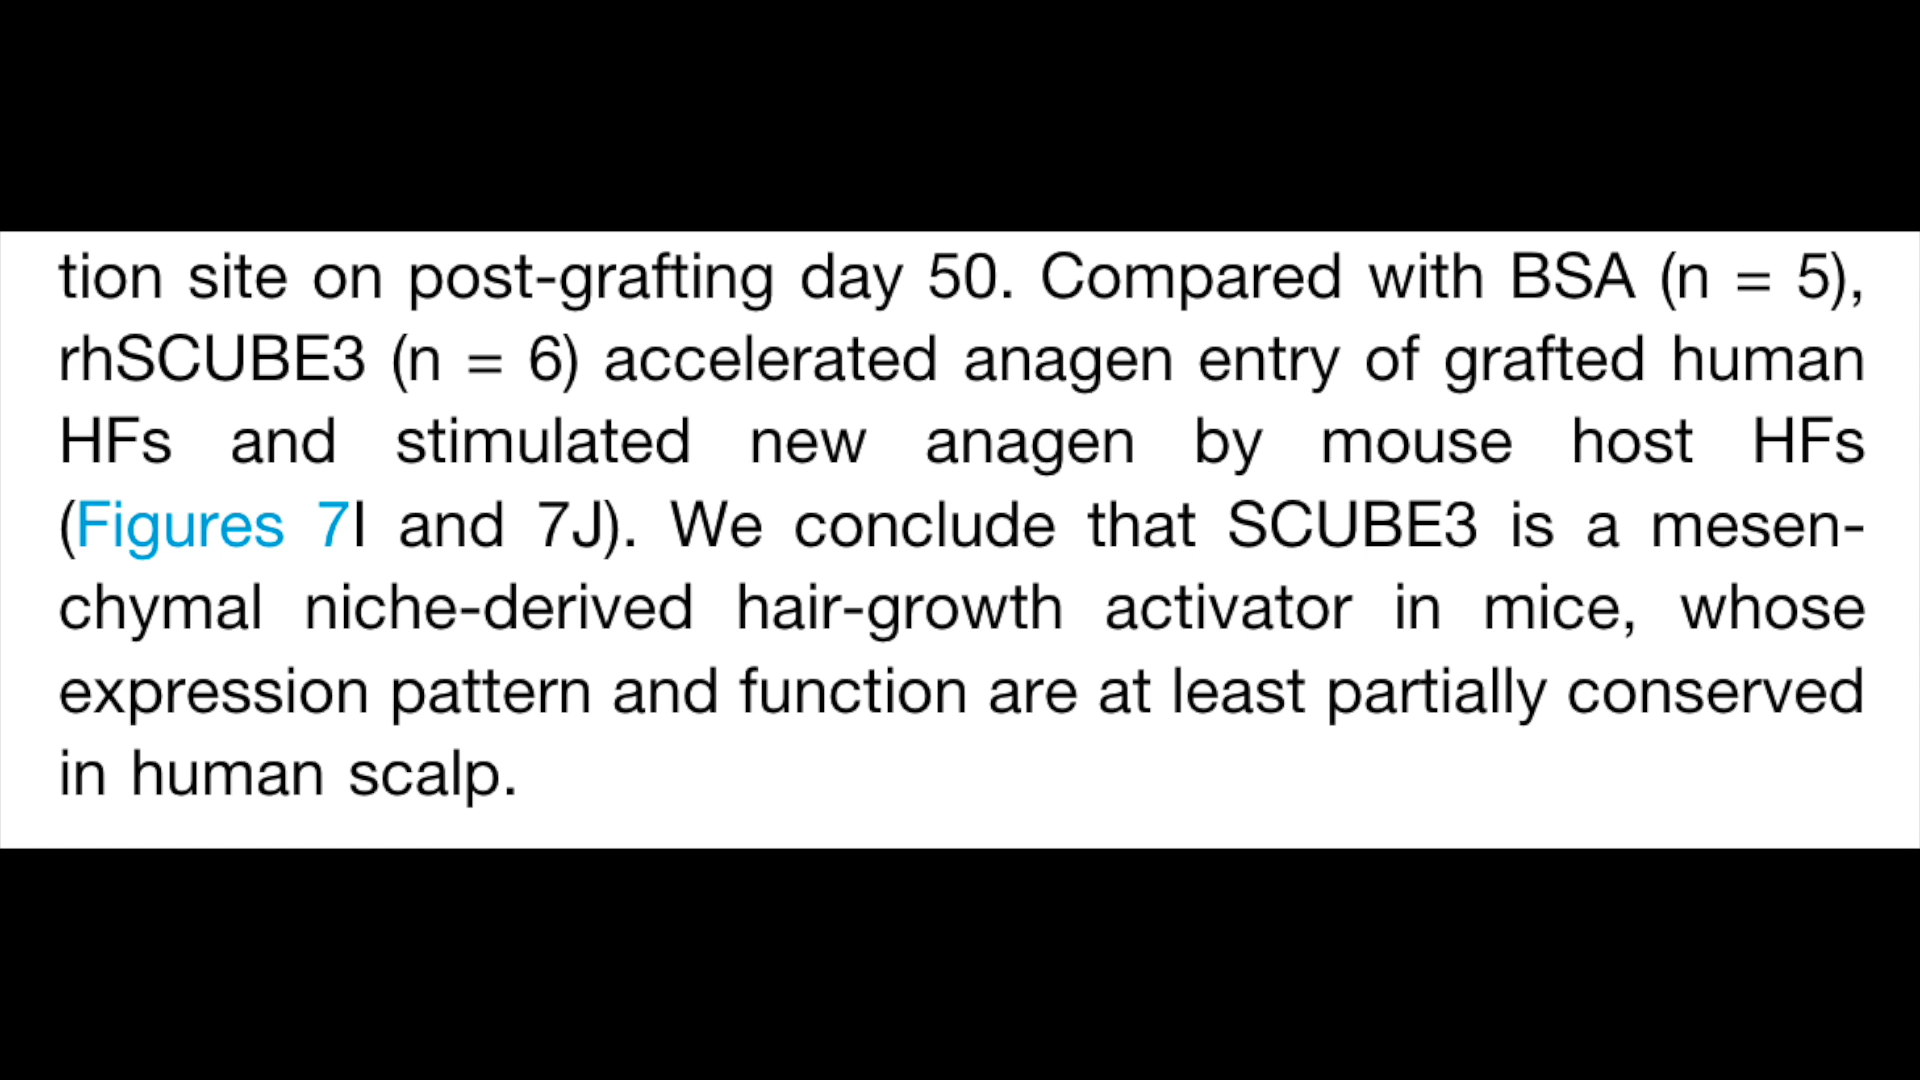 tion site on post-grafting day 50. Compared with BSA (n = 5),
rhSCUBE3 (n = 6) accelerated anagen entry of grafted human
HFs and stimulated new anagen by mouse host HFs
(Figures 7I and 7J). We conclude that SCUBE3 is a mesen-
chymal niche-derived hair-growth activator in mice, whose
expression pattern and function are at least partially conserved
in human scalp.